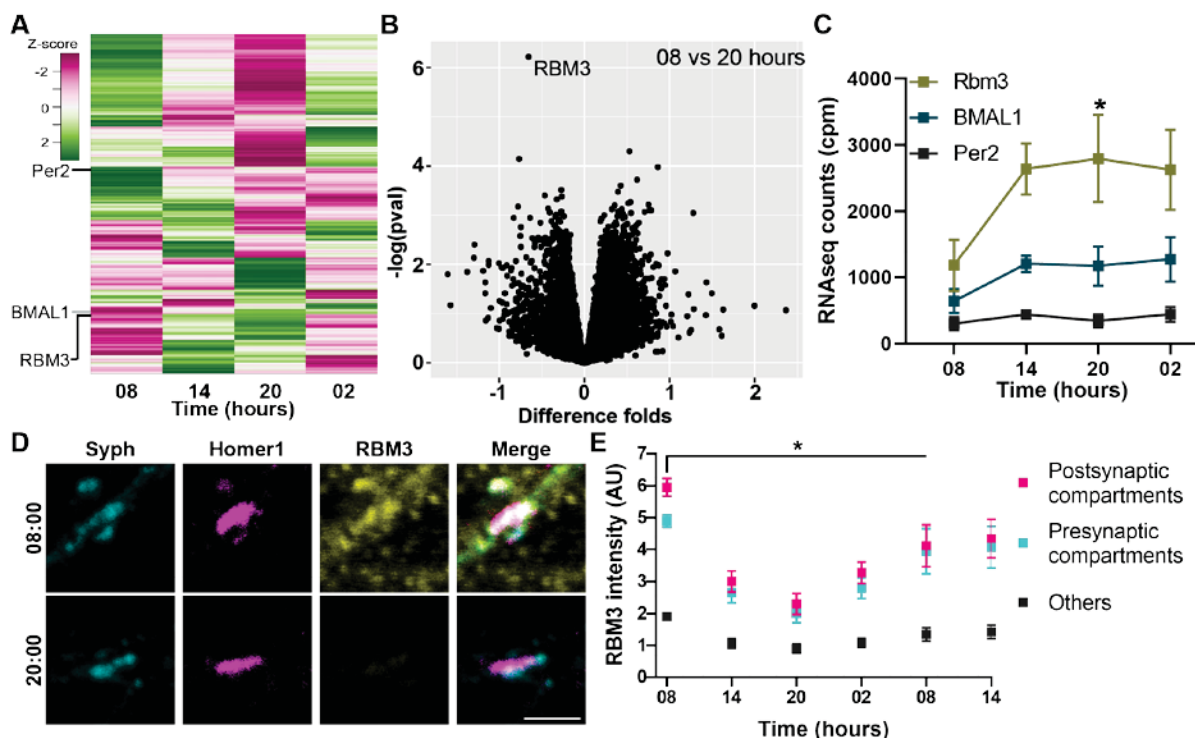 A
Z-score
-2
0
2
Per2
BMAL1
RBM3
08 14 20 02
Time (hours)
B
RBM3
08 vs 20 hours
6
4
2
0
-log(pval)
-1 0 1 2
Difference folds
C
Rbm3
BMAL1
Per2
*
4000
3000
2000
1000
0
RNAseq counts (cpm)
08 14 20 02
Time (hours)
D
Syph Homer1 RBM3 Merge
08:00
20:00
E
*
7
6
5
4
3
2
1
0
RBM3 intensity (AU)
08 14 20 02 08 14
Time (hours)
Postsynaptic
compartments
Presynaptic
compartments
Others